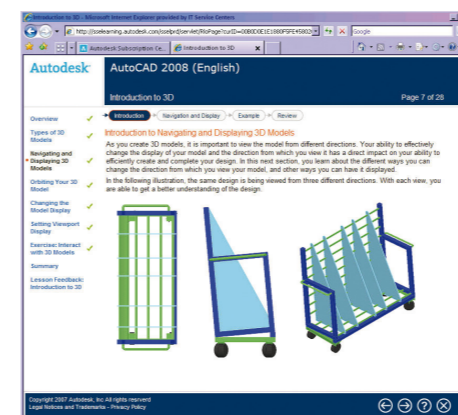 Introduction to 3D - Microsoft Internet Explorer provided by IT Service Centers
Google
Autodesk Subscription Ce...
Introduction to 3D
Autodesk
AutoCAD 2008 (English)
Introduction to 3D
Page 7 of 28
Introduction
Navigation and Display
Example
Review
Overview
Types of 3D
Models
Navigating and
Displaying 3D
Models
Orbiting Your 3D
Model
Changing the
Model Display
Setting Viewport
Display
Exercise: Interact
with 3D Models
Summary
Lesson Feedback:
Introduction to 3D
Introduction to Navigating and Displaying 3D Models
As you create 3D models, it is important to view the model from different directions. Your ability to effectively
change the display of your model and the direction from which you view it has a direct impact on your ability to
efficiently create and complete your design. In this next section, you learn about the different ways you can
change the direction from which you view your model, and other ways you can have it displayed.
In the following illustration, the same design is being viewed from three different directions. With each view, you
are able to get a better understanding of the design.
Copyright 2007 Autodesk, Inc All rights reserverd
Legal Notices and Trademarks - Privacy Policy